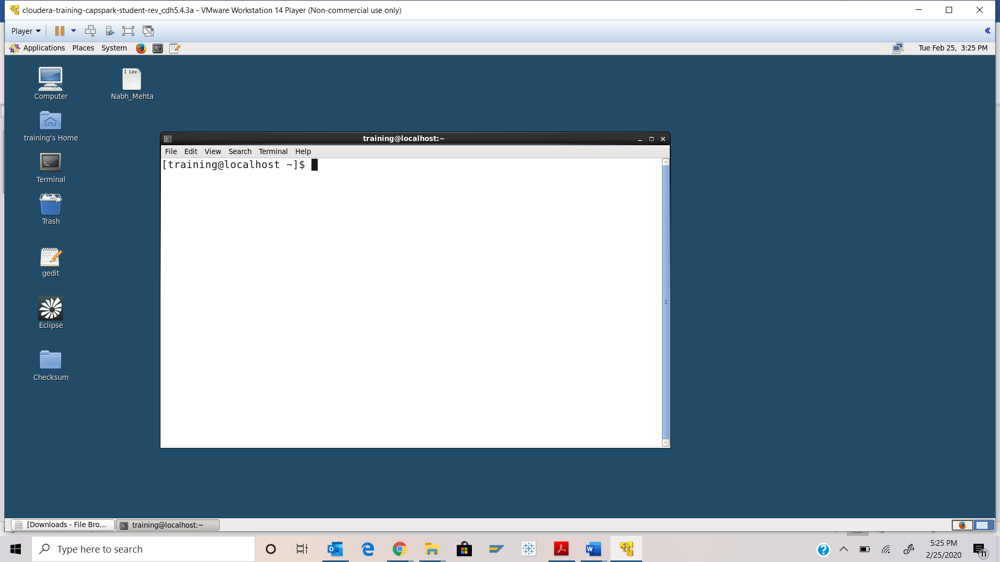 cloudera-training-capspark-student-rev_cdh5.4.3a - VMware Workstation 14 Player (Non-commercial use only)
Player
Applications Places System
Tue Feb 25, 3:25 PM
I Lov
Computer
Nabh_Mehta
training's Home
Terminal
Trash
gedit
Eclipse
Checksum
training@localhost:~
File Edit View Search Terminal Help
[training@localhost ~]$
[Downloads - File Bro...
training@localhost:~
Type here to search
5:25 PM
2/25/2020
11